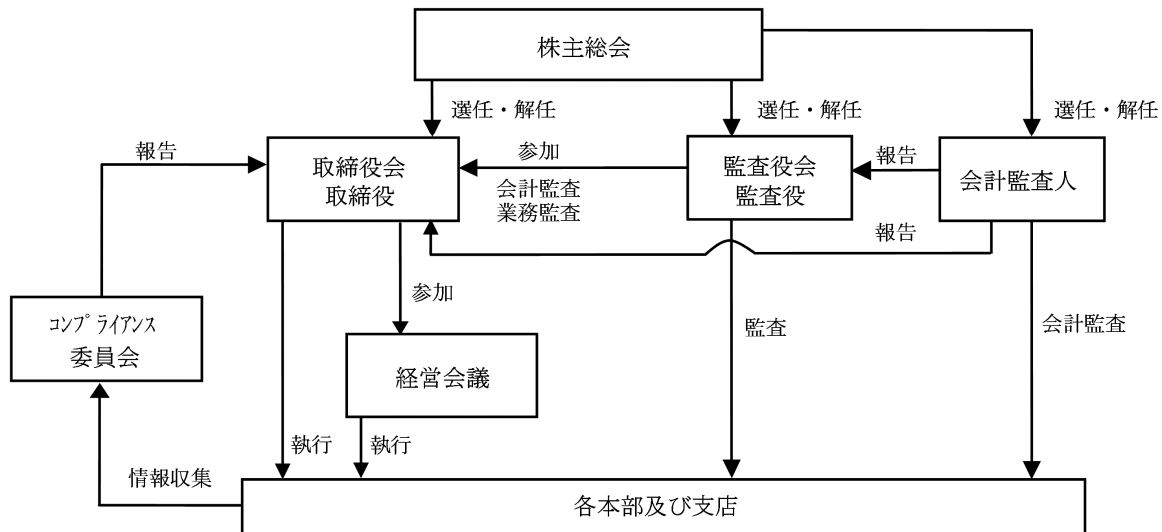 株主総会
選任・解任
選任・解任
選任・解任
報告
取締役会
取締役
参加
会計監査
業務監査
監査役会
監査役
報告
会計監査人
報告
参加
ｺﾝﾌﾟﾗｲｱﾝｽ
委員会
経営会議
監査
会計監査
執行
執行
情報収集
各本部及び支店